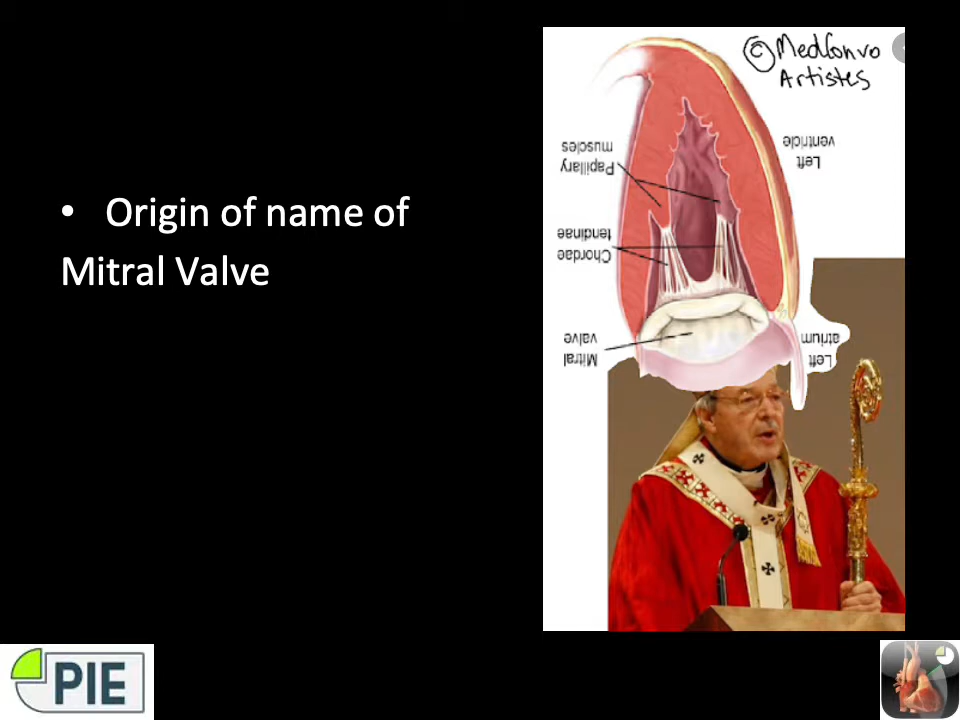 • Origin of name of
Mitral Valve
© MedConvo
Artistes
Papillary
muscles
Left
ventricle
Chordae
tendinae
Mitral
valve
Left
atrium
PIE